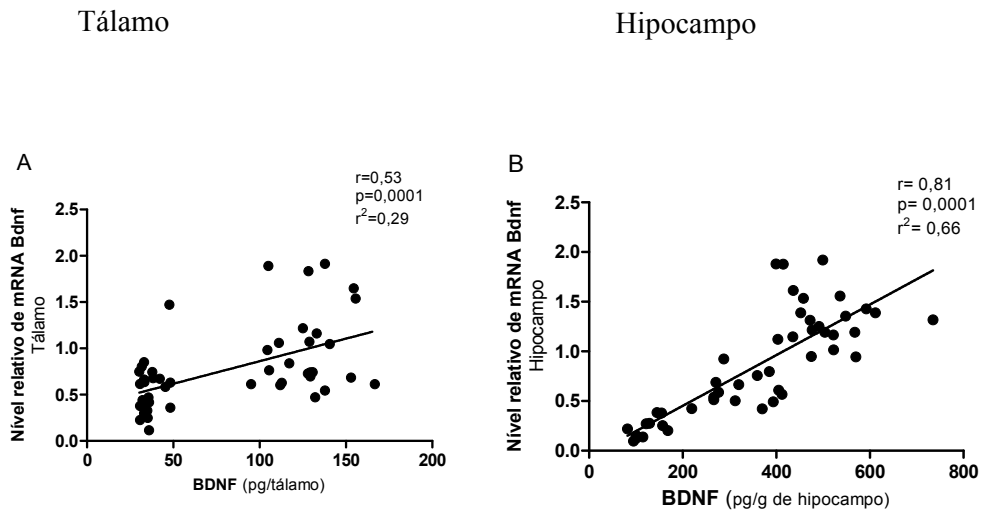 Tálamo
Hipocampo
A
r=0,53
p=0,0001
r²=0,29
Nível relativo de mRNA Bdnf
Tálamo
2.5
2.0
1.5
1.0
0.5
0.0
0
50
100
150
200
BDNF (pg/tálamo)
B
r= 0,81
p= 0,0001
r²= 0,66
Nível relativo de mRNA Bdnf
Hipocampo
2.5
2.0
1.5
1.0
0.5
0.0
0
200
400
600
800
BDNF (pg/g de hipocampo)